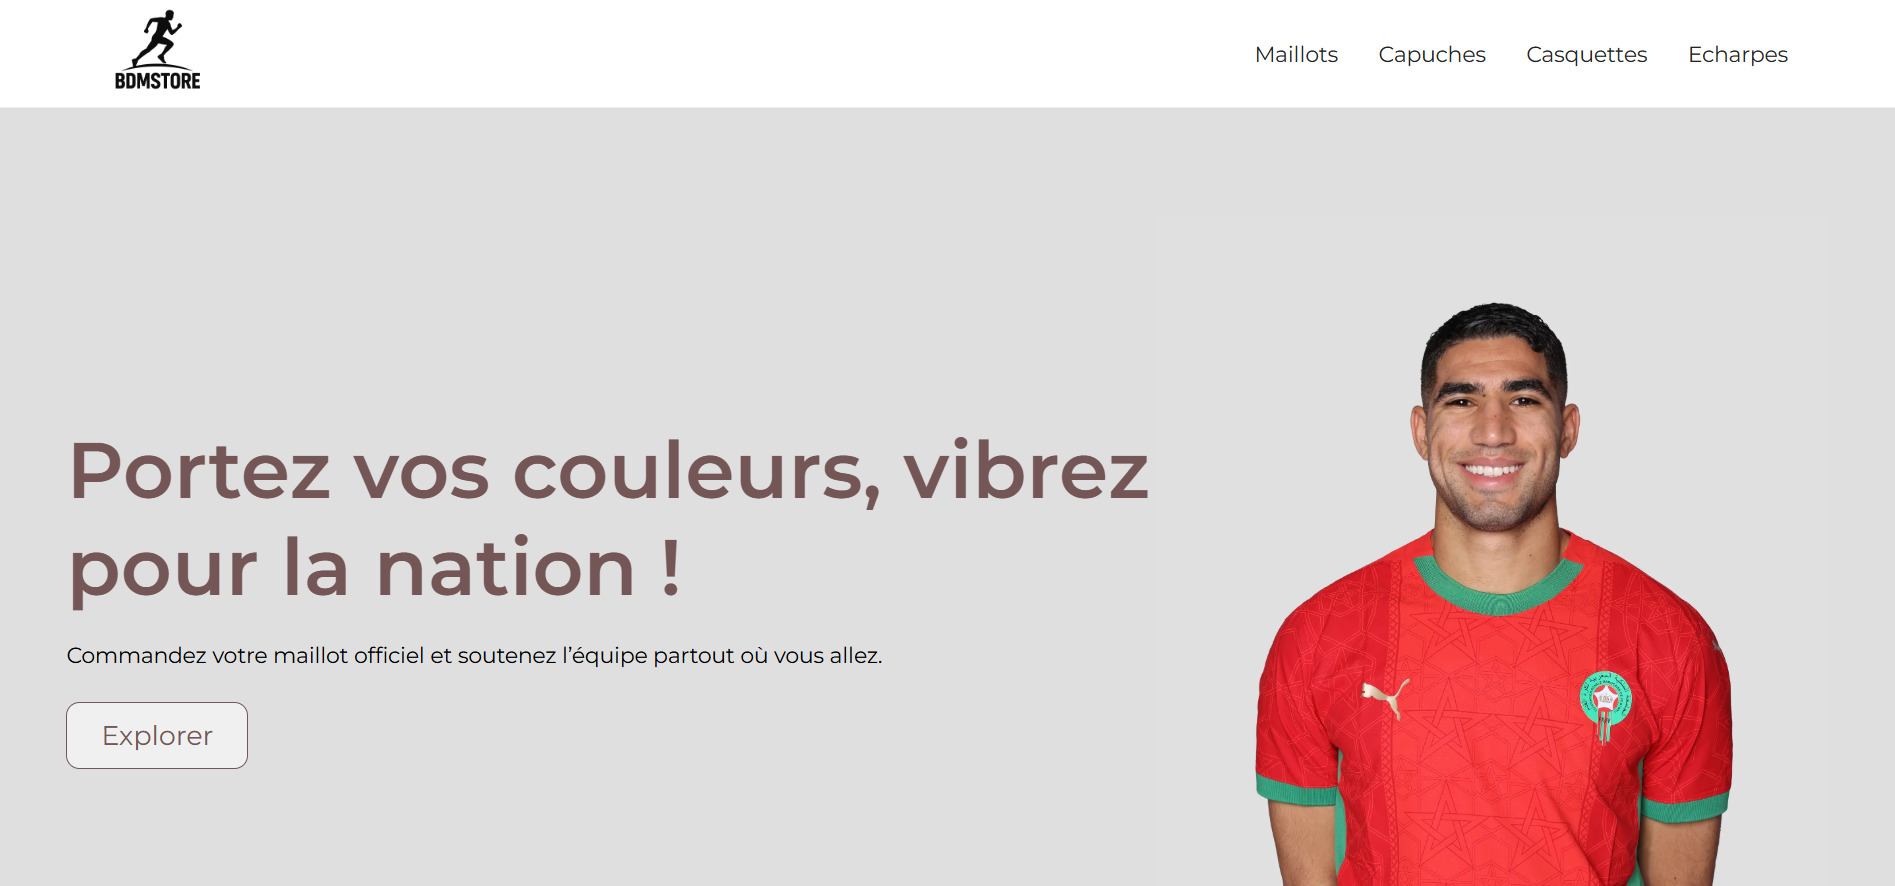 BDMSTORE
Maillots
Capuches
Casquettes
Echarpes
Portez vos couleurs, vibrez
pour la nation !
Commandez votre maillot officiel et soutenez l’équipe partout où vous allez.
Explorer